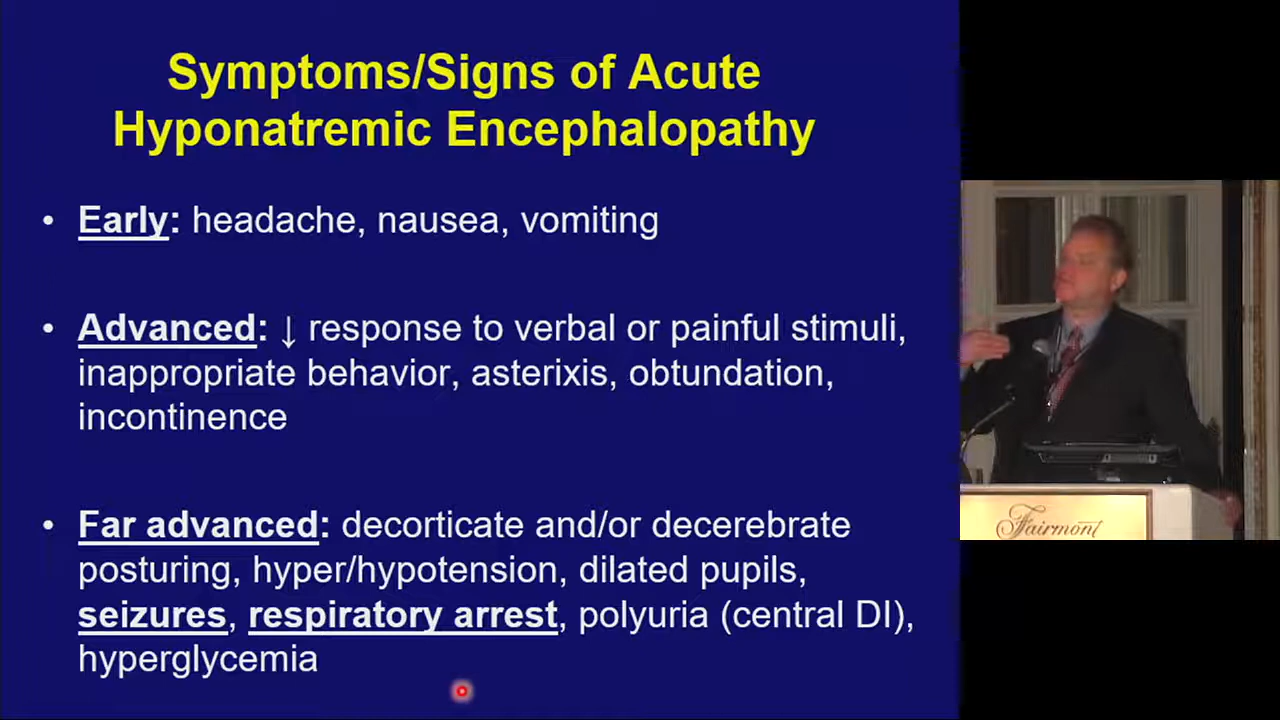 Symptoms/Signs of Acute
Hyponatremic Encephalopathy
• Early: headache, nausea, vomiting
• Advanced: ↓ response to verbal or painful stimuli,
inappropriate behavior, asterixis, obtundation,
incontinence
• Far advanced: decorticate and/or decerebrate
posturing, hyper/hypotension, dilated pupils,
seizures, respiratory arrest, polyuria (central DI),
hyperglycemia
Fairmont